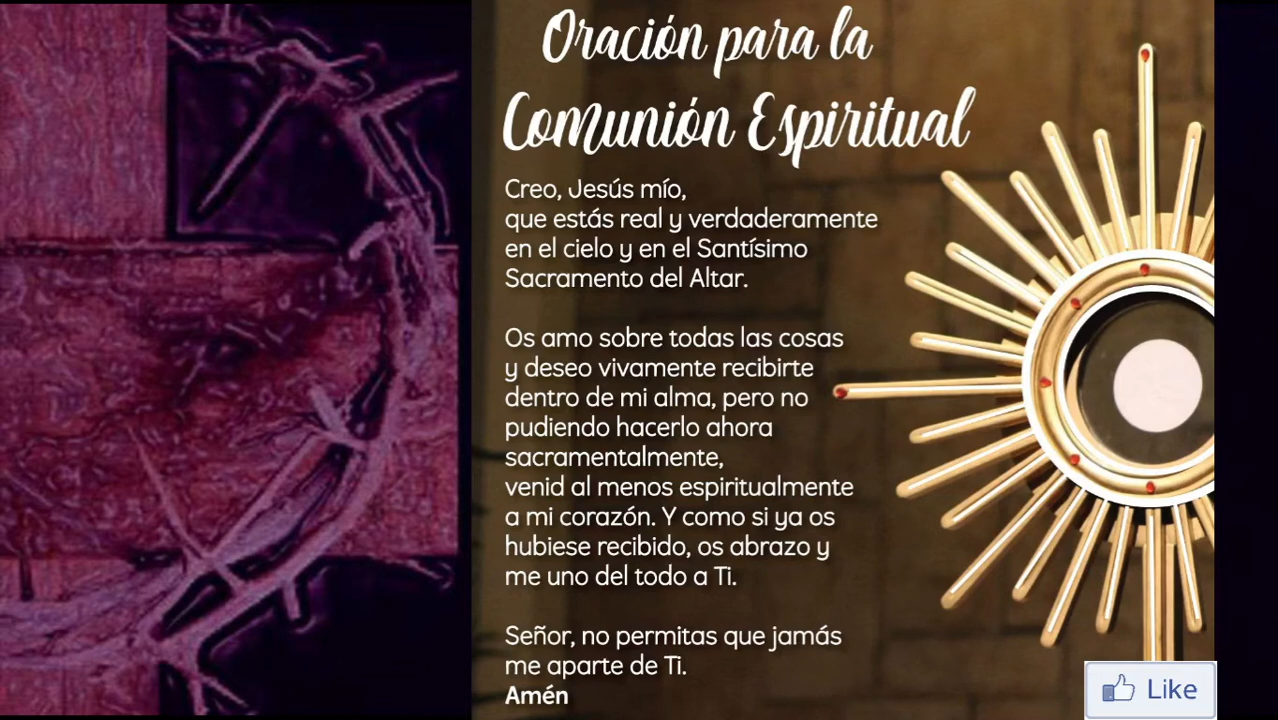 Oración para la
Comunión Espiritual
Creo, Jesús mío,
que estás real y verdaderamente
en el cielo y en el Santísimo
Sacramento del Altar.
Os amo sobre todas las cosas
y deseo vivamente recibirte
dentro de mi alma, pero no
pudiendo hacerlo ahora
sacramentalmente,
venid al menos espiritualmente
a mi corazón. Y como si ya os
hubiese recibido, os abrazo y
me uno del todo a Ti.
Señor, no permitas que jamás
me aparte de Ti.
Amén
Like